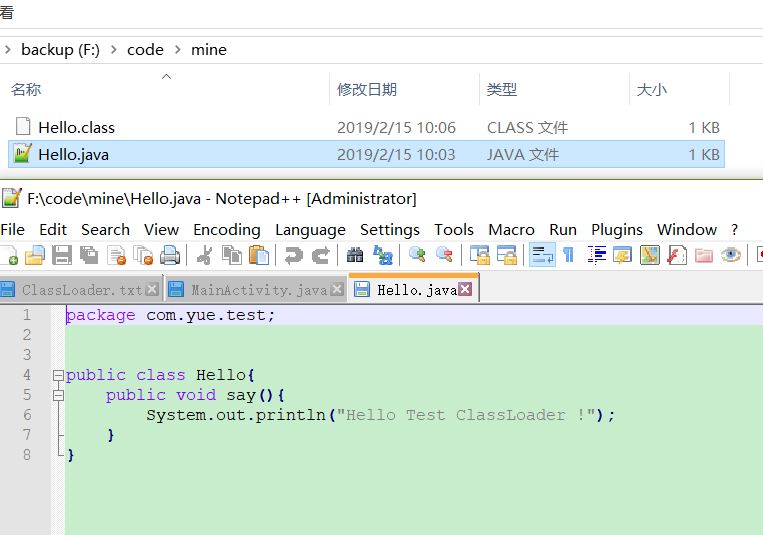 看
backup (F:) code mine
名称 修改日期 类型 大小
Hello.class 2019/2/15 10:06 CLASS 文件 1 KB
Hello.java 2019/2/15 10:03 JAVA 文件 1 KB
F:\code\mine\Hello.java - Notepad++ [Administrator]
File Edit Search View Encoding Language Settings Tools Macro Run Plugins Window ?
ClassLoader.txt MainActivity.java Hello.java
1 package com.yue.test;
2
3
4 public class Hello{
5 public void say(){
6 System.out.println("Hello Test ClassLoader !");
7 }
8 }